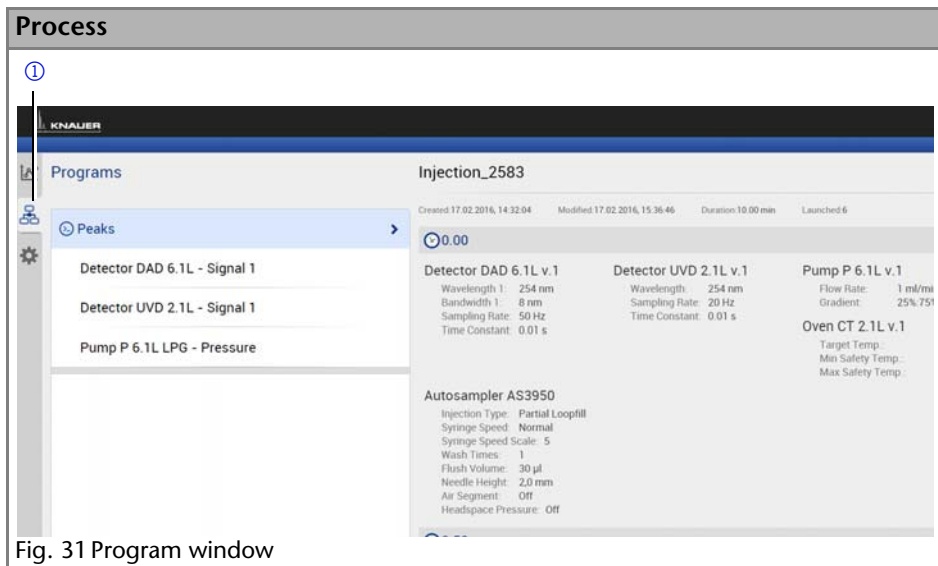 Process
①
KNAUER
Programs
Injection_2583
Created:17.02.2016, 14:32:04 Modified:17.02.2016, 15:36:46 Duration:10.00 min Launched:6
Peaks
0.00
Detector DAD 6.1L - Signal 1
Detector UVD 2.1L - Signal 1
Pump P 6.1L LPG - Pressure
Detector DAD 6.1L v.1
Wavelength 1: 254 nm
Bandwidth 1: 8 nm
Sampling Rate: 50 Hz
Time Constant: 0.01 s
Detector UVD 2.1L v.1
Wavelength: 254 nm
Sampling Rate: 20 Hz
Time Constant: 0.01 s
Pump P 6.1L v.1
Flow Rate: 1 ml/mi
Gradient: 25% 75%
Oven CT 2.1L v.1
Target Temp.:
Min Safety Temp.:
Max Safety Temp.:
Autosampler AS3950
Injection Type: Partial Loopfill
Syringe Speed: Normal
Syringe Speed Scale: 5
Wash Times: 1
Flush Volume: 30 µl
Needle Height: 2,0 mm
Air Segment: Off
Headspace Pressure: Off
Fig. 31 Program window